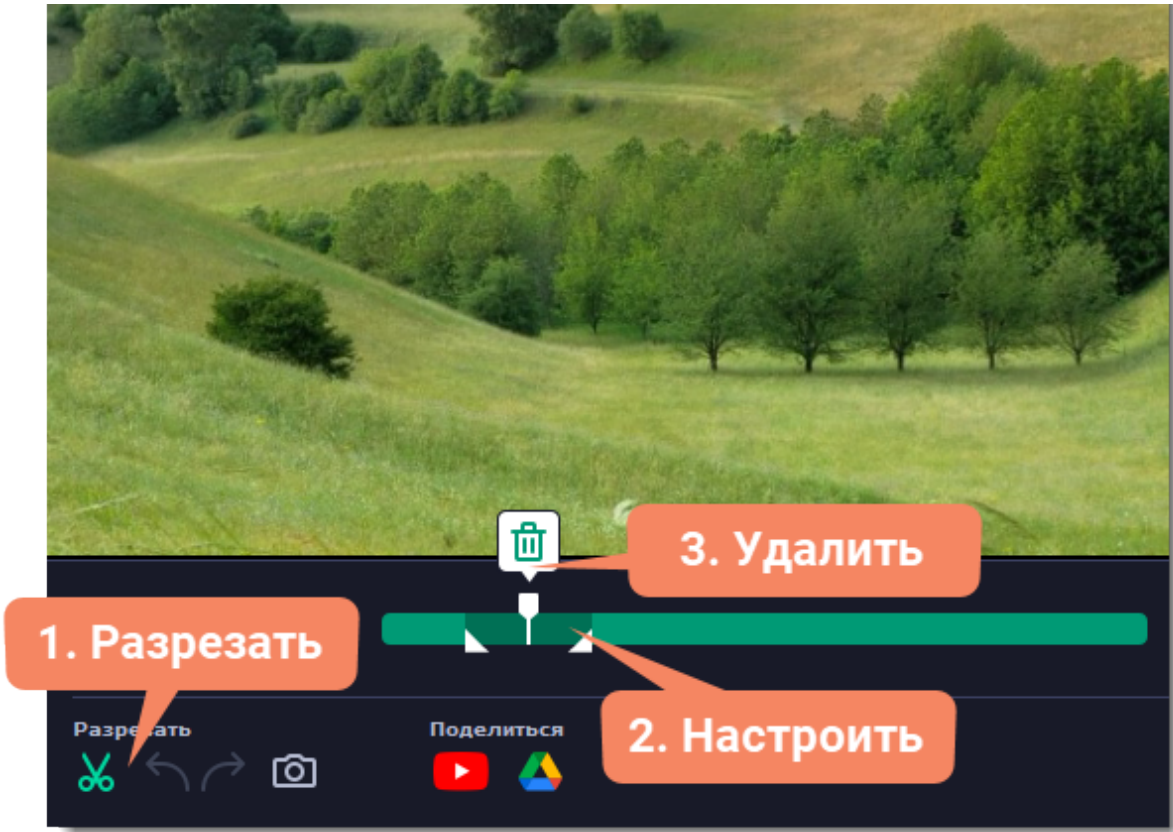 3. Удалить
1. Разрезать
2. Настроить
Разрезать
Поделиться